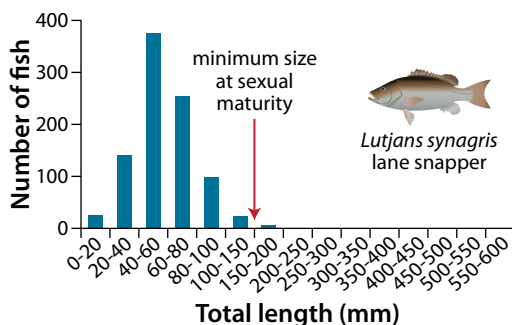 Number of fish
400
300
200
100
0
minimum size
at sexual
maturity
Lutjans synagris
lane snapper
0-20
20-40
40-60
60-80
80-100
100-150
150-200
200-250
250-300
300-350
350-400
400-450
450-500
500-550
550-600
Total length (mm)